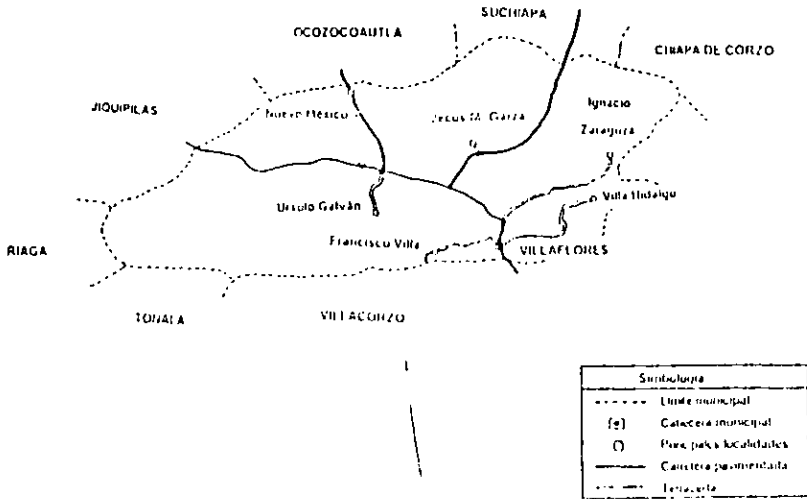 SUCHIAPA
OCOZOCOAUTLA
CHIAPA DE CORZO
JIQUIPILAS
Nuevo México
Jesus M. Garza
Ignacio
Zaragoza
Ursulo Galván
Villa Hidalgo
Francisco Villa
VILLAFLORES
RIAGA
TONALA
VILLACORZO
Simbología
Límite municipal
Cabecera municipal
Principales localidades
Carretera pavimentada
Terracería